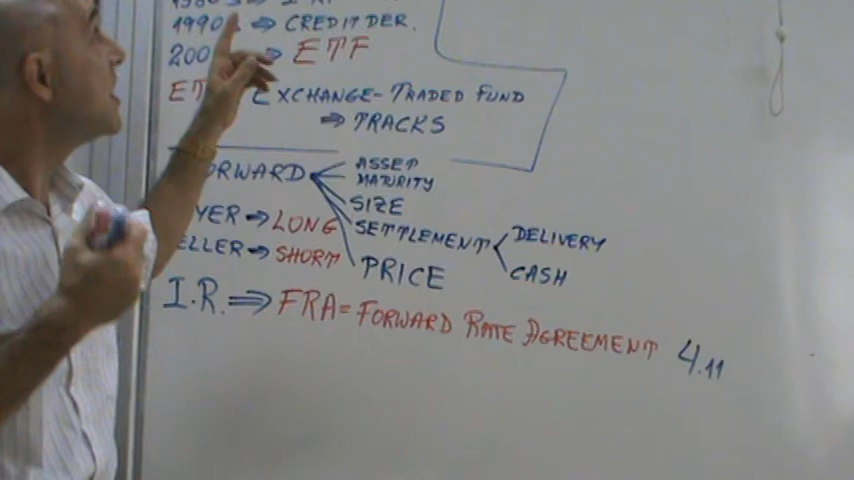 I.R.
1990 ⇒ CREDIT DER.
200 ⇒ ETF
ET EXCHANGE-TRADED FUND
⇒ TRACKS
ORWARD ASSET
MATURITY
SIZE
YER → LONG SETTLEMENT DELIVERY
ELLER → SHORT CASH
PRICE
I.R. ⇒ FRA = FORWARD RATE AGREEMENT 4.11